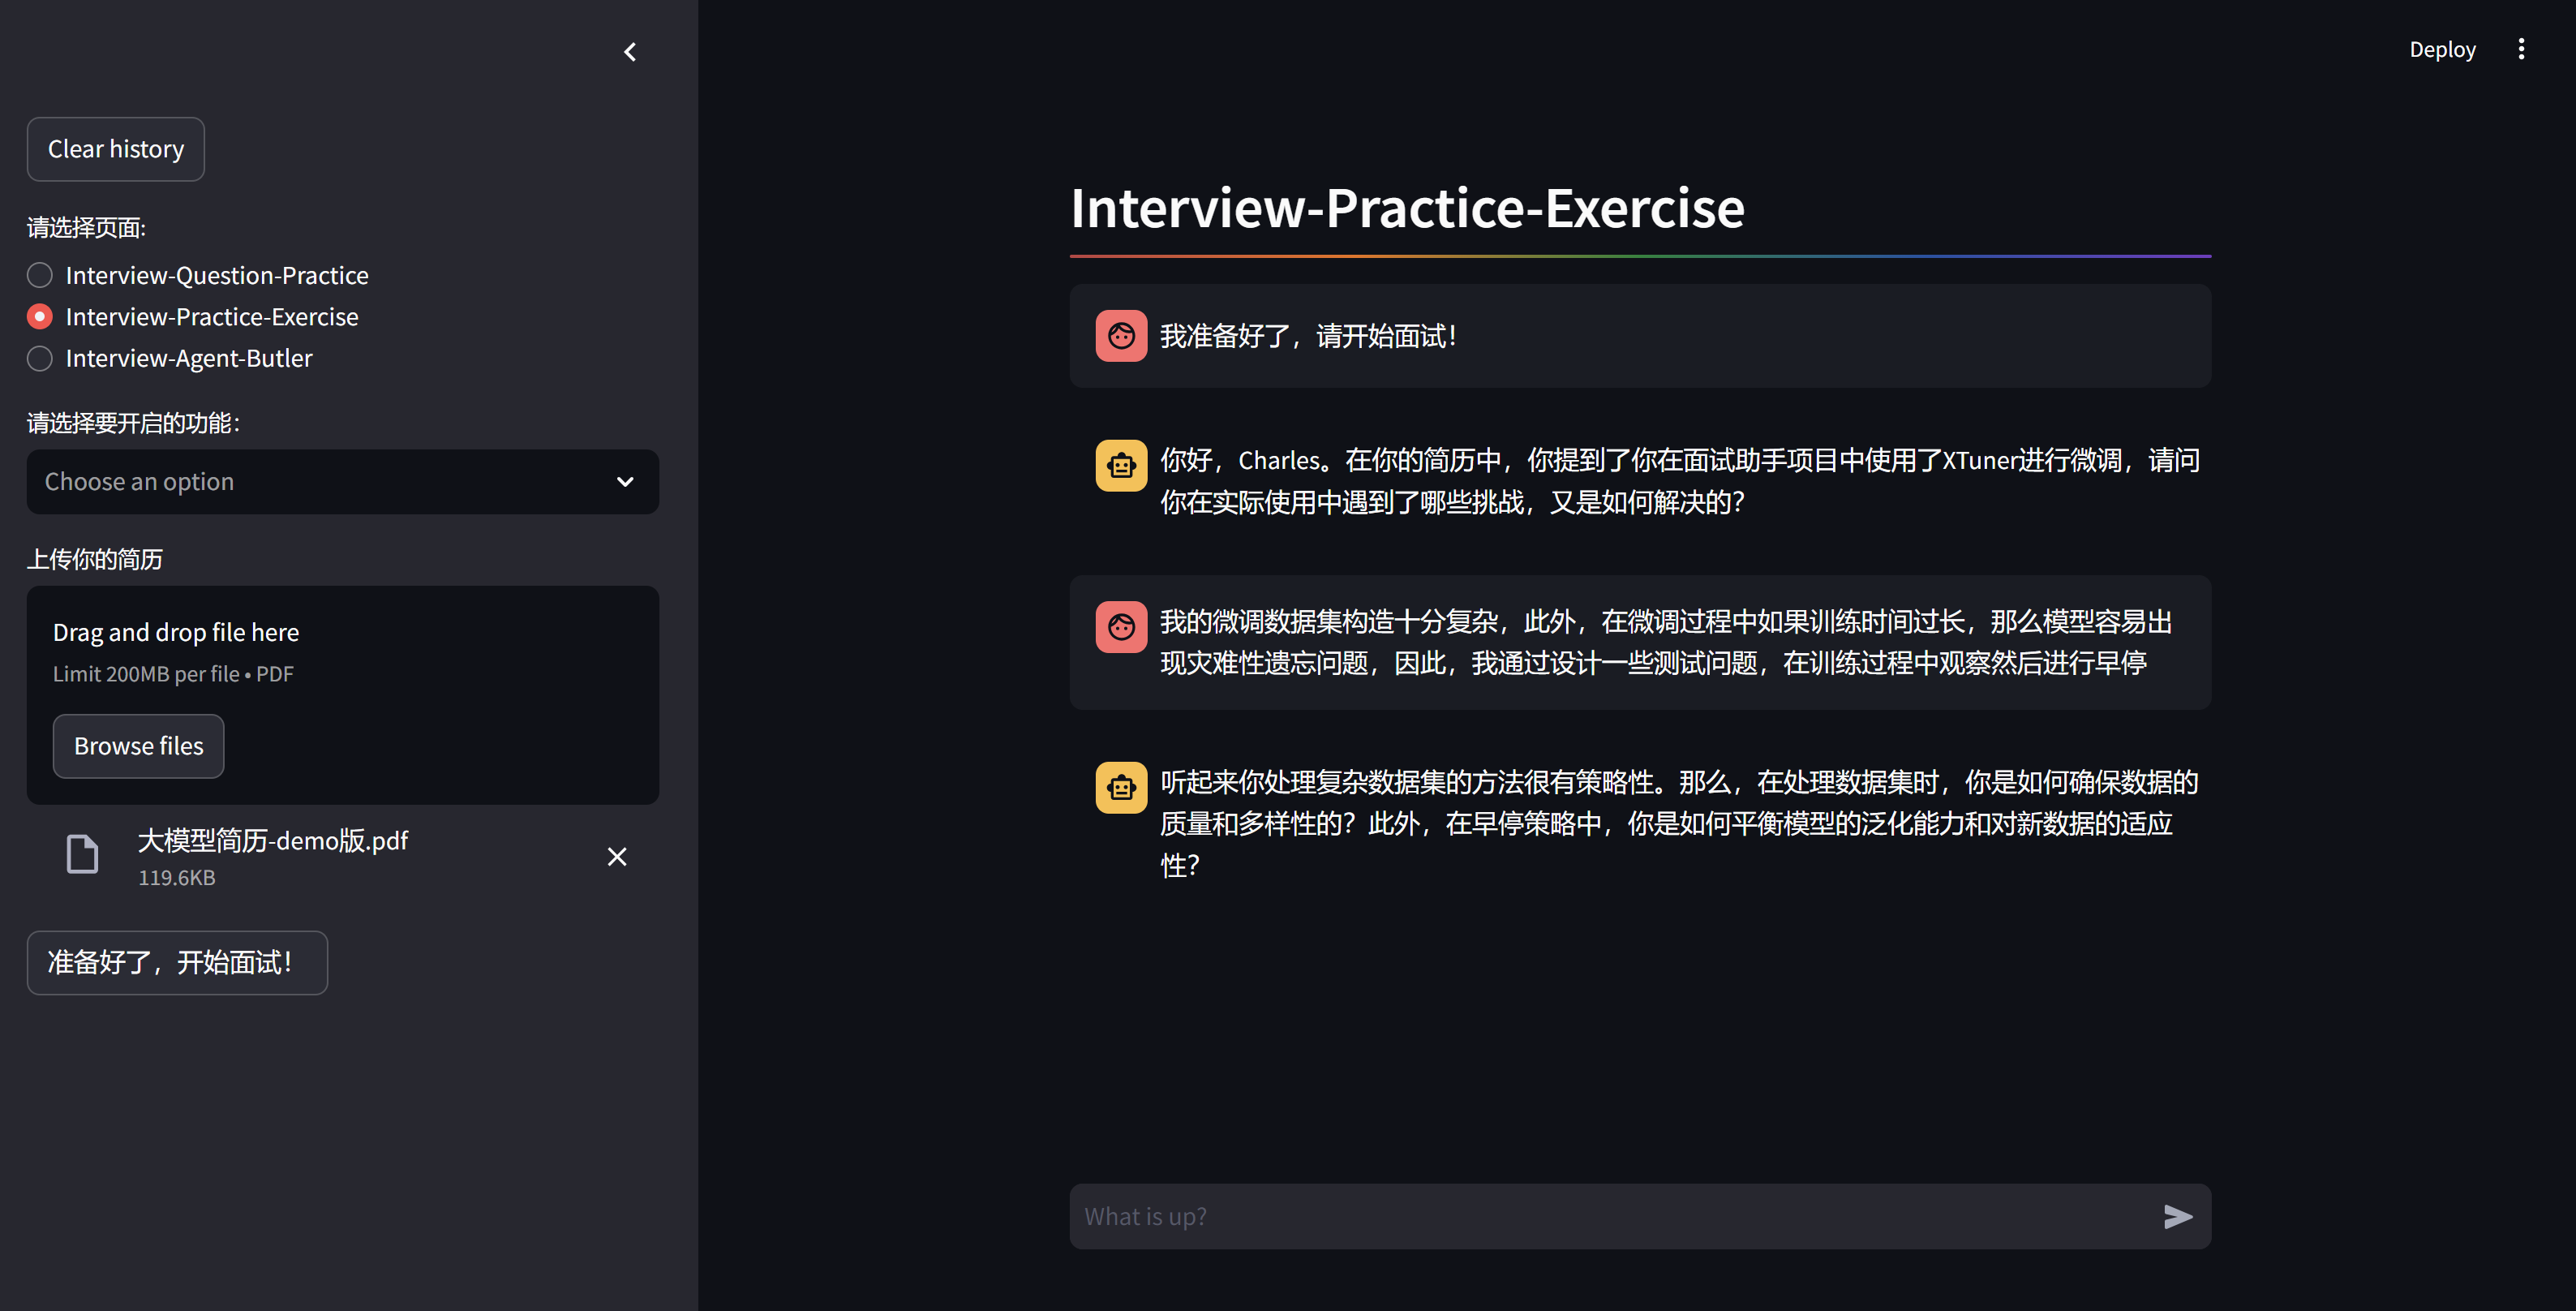 Deploy
Clear history
请选择页面:
Interview-Question-Practice
Interview-Practice-Exercise
Interview-Agent-Butler
请选择要开启的功能：
Choose an option
上传你的简历
Drag and drop file here
Limit 200MB per file • PDF
Browse files
大模型简历-demo版.pdf
119.6KB
准备好了，开始面试！
Interview-Practice-Exercise
我准备好了，请开始面试！
你好，Charles。在你的简历中，你提到了你在面试助手项目中使用了XTuner进行微调，请问
你在实际使用中遇到了哪些挑战，又是如何解决的？
我的微调数据集构造十分复杂，此外，在微调过程中如果训练时间过长，那么模型容易出
现灾难性遗忘问题，因此，我通过设计一些测试问题，在训练过程中观察然后进行早停
听起来你处理复杂数据集的方法很有策略性。那么，在处理数据集时，你是如何确保数据的
质量和多样性的？此外，在早停策略中，你是如何平衡模型的泛化能力和对新数据的适应
性？
What is up?